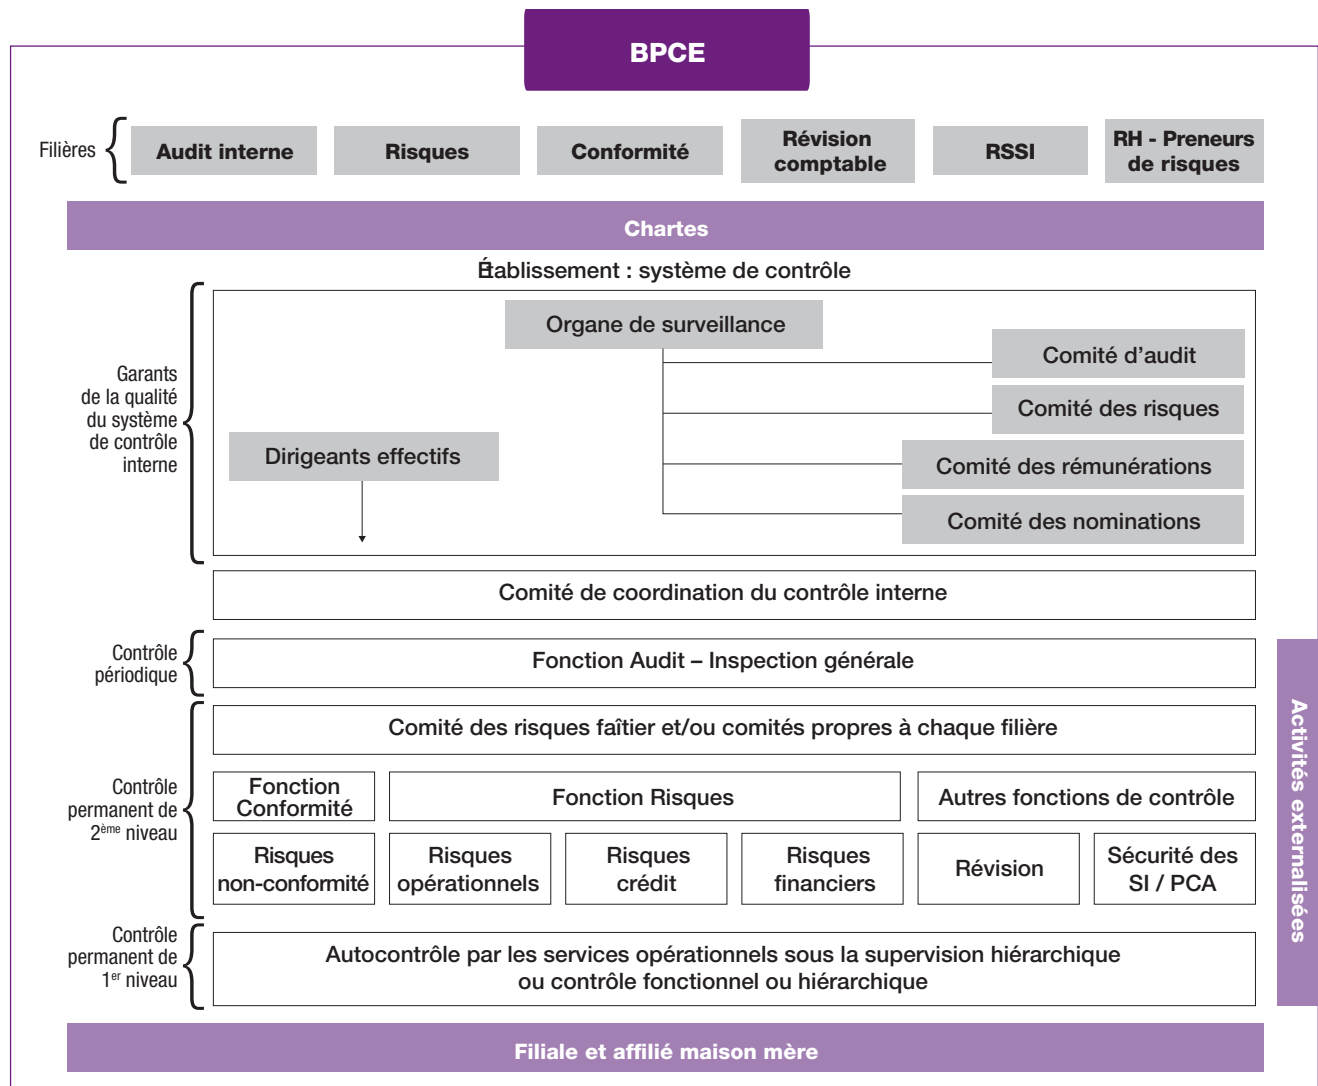 BPCE
Filières
Audit interne
Risques
Conformité
Révision
comptable
RSSI
RH - Preneurs
de risques
Chartes
Établissement : système de contrôle
Garants
de la qualité
du système
de contrôle
interne
Organe de surveillance
Comité d'audit
Comité des risques
Dirigeants effectifs
Comité des rémunérations
Comité des nominations
Comité de coordination du contrôle interne
Contrôle
périodique
Fonction Audit – Inspection générale
Contrôle
permanent de
2ème niveau
Comité des risques faîtier et/ou comités propres à chaque filière
Fonction
Conformité
Fonction Risques
Autres fonctions de contrôle
Risques
non-conformité
Risques
opérationnels
Risques
crédit
Risques
financiers
Révision
Sécurité des
SI / PCA
Contrôle
permanent de
1er niveau
Autocontrôle par les services opérationnels sous la supervision hiérarchique
ou contrôle fonctionnel ou hiérarchique
Activités externalisées
Filiale et affilié maison mère